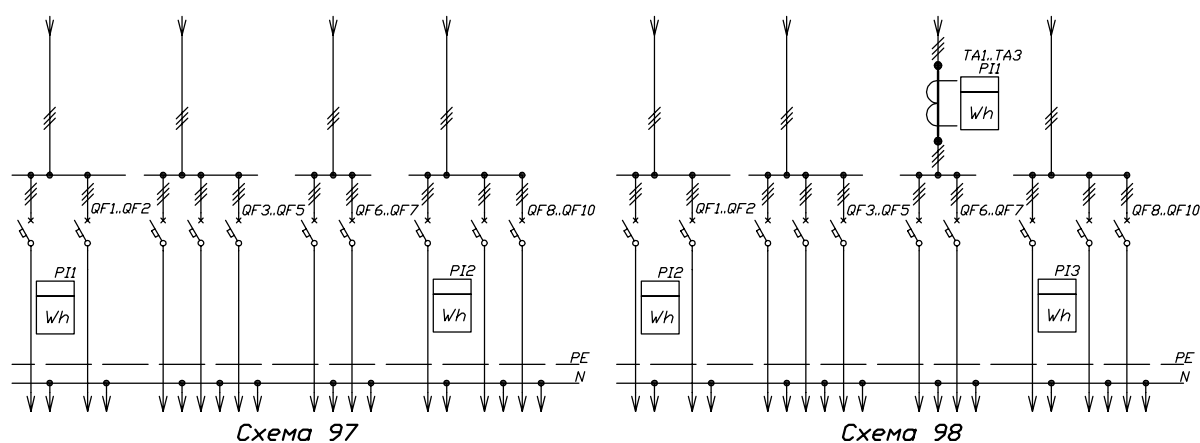 TA1..TA3
PI1
Wh
QF1..QF2
QF3..QF5
QF6..QF7
QF8..QF10
QF1..QF2
QF3..QF5
QF6..QF7
QF8..QF10
PI1
Wh
PI2
Wh
PI2
Wh
PI3
Wh
PE
N
PE
N
Схема 97
Схема 98